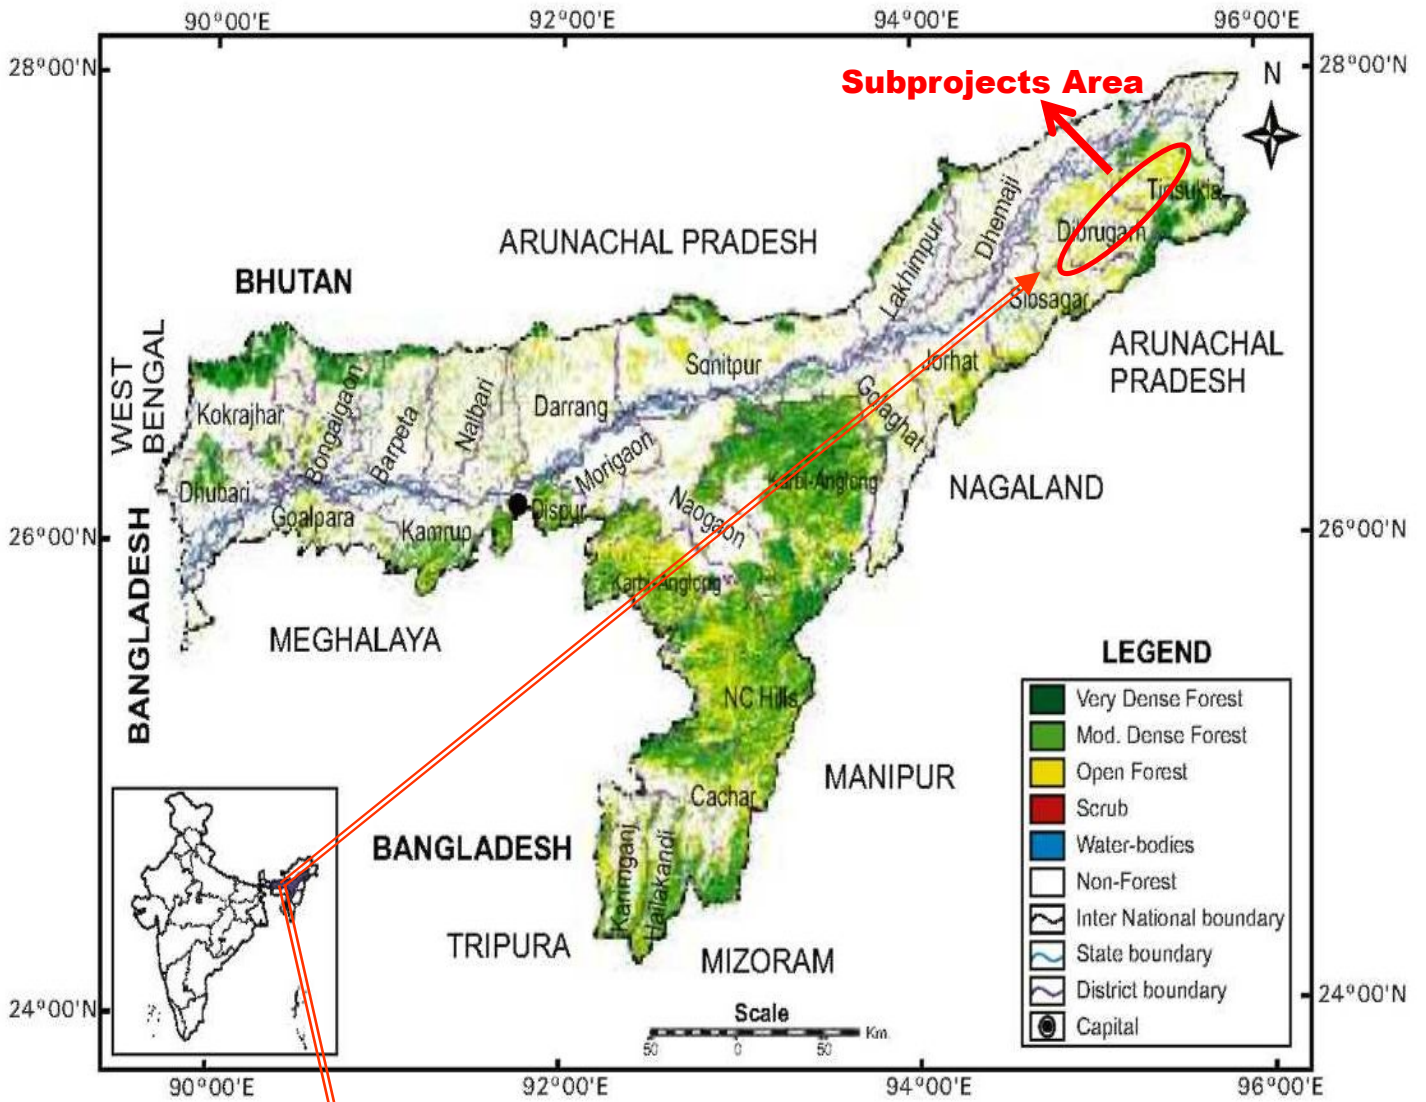 90°00'E
92°00'E
94°00'E
96°00'E
28°00'N
28°00'N
Subprojects Area
N
Tinsukia
Dhemaji
Dibrugarh
Lakhimpur
ARUNACHAL PRADESH
BHUTAN
Sibsagar
WEST
BENGAL
ARUNACHAL
PRADESH
Sonitpur
Jorhat
Kokrajhar
Bongaigaon
Barpeta
Nalbari
Darrang
Golaghat
Morigaon
Karbi-Anglong
NAGALAND
Dhubari
Goalpara
Kamrup
Dispur
Naogaon
26°00'N
26°00'N
BANGLADESH
Karbi-Anglong
MEGHALAYA
NC Hills
MANIPUR
Cachar
BANGLADESH
Karimganj
Hailakandi
TRIPURA
MIZORAM
LEGEND
Very Dense Forest
Mod. Dense Forest
Open Forest
Scrub
Water-bodies
Non-Forest
Inter National boundary
State boundary
District boundary
Capital
Scale
50 0 50 Km
24°00'N
24°00'N
90°00'E
92°00'E
94°00'E
96°00'E